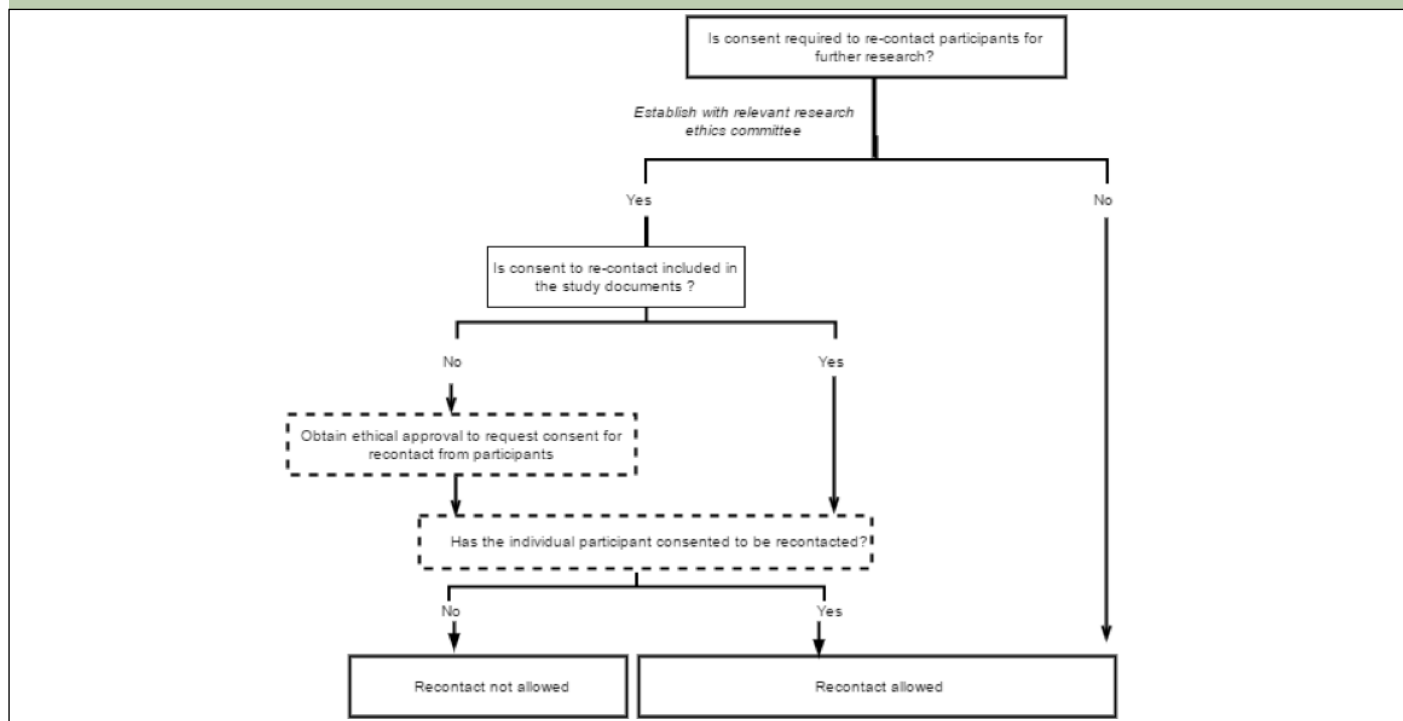 Is consent required to re-contact participants for
further research?
Establish with relevant research
ethics committee
Yes
No
Is consent to re-contact included in
the study documents ?
No
Yes
Obtain ethical approval to request consent for
recontact from participants
Has the individual participant consented to be recontacted?
No
Yes
Recontact not allowed
Recontact allowed